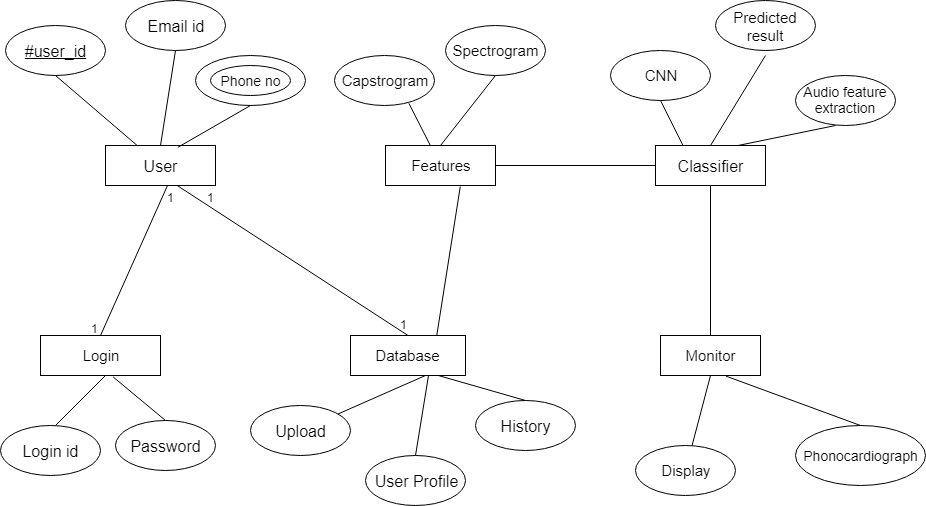 #user_id
Email id
Phone no
Capstrogram
Spectrogram
CNN
Predicted
result
Audio feature
extraction
User
Features
Classifier
1
1
1
1
Login
Database
Monitor
Login id
Password
Upload
User Profile
History
Display
Phonocardiograph